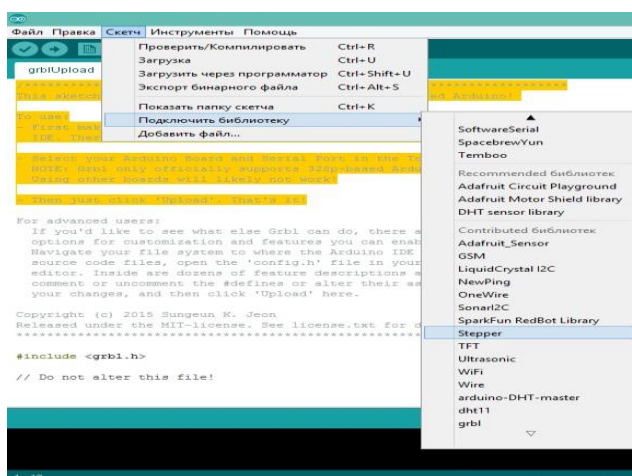 Файл Правка Скетч Инструменты Помощь
Проверить/Компилировать Ctrl+R
Загрузка Ctrl+U
Загрузить через программатор Ctrl+Shift+U
Экспорт бинарного файла Ctrl+Alt+S
Показать папку скетча Ctrl+K
Подключить библиотеку
Добавить файл...
grblUpload
This sketch ed Arduino!
To use:
- First
IDE. Then
- Select your Arduino Board and Serial Port in the
NOTE: Grbl only officially supports 328p-based
Using other boards will likely not work!
- Then just click 'Upload'. That's it!
For advanced users:
If you'd like to see what else Grbl can do, there a
options for customization and features you can enab
Navigate your file system to where the Arduino IDE
source code files, open the 'config.h' file in your
editor. Inside are dozens of feature descriptions a
comment or uncomment the #defines or alter their as
your changes, and then click 'Upload' here.
Copyright (c) 2015 Sungeun K. Jeon
Released under the MIT-license. See license.txt for d
#include <grbl.h>
// Do not alter this file!
SoftwareSerial
SpacebrewYun
Temboo
Recommended библиотек
Adafruit Circuit Playground
Adafruit Motor Shield library
DHT sensor library
Contributed библиотек
Adafruit_Sensor
GSM
LiquidCrystal I2C
NewPing
OneWire
SonarI2C
SparkFun RedBot Library
Stepper
TFT
Ultrasonic
WiFi
Wire
arduino-DHT-master
dht11
grbl